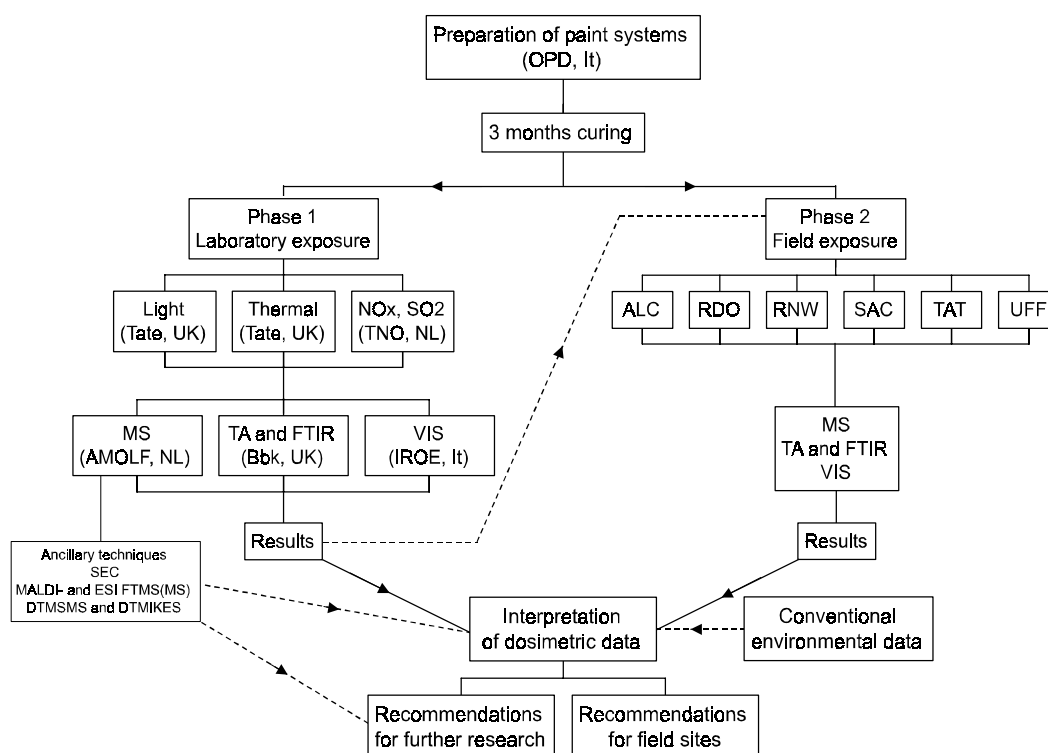 Preparation of paint systems
(OPD, It)
3 months curing
Phase 1
Laboratory exposure
Phase 2
Field exposure
Light
(Tate, UK)
Thermal
(Tate, UK)
NOx, SO2
(TNO, NL)
ALC
RDO
RNW
SAC
TAT
UFF
MS
(AMOLF, NL)
TA and FTIR
(Bbk, UK)
VIS
(IROE, It)
MS
TA and FTIR
VIS
Results
Results
Ancillary techniques
SEC
MALDI- and ESI FTMS(MS)
DTMSMS and DTMIKES
Interpretation
of dosimetric data
Conventional
environmental data
Recommendations
for further research
Recommendations
for field sites